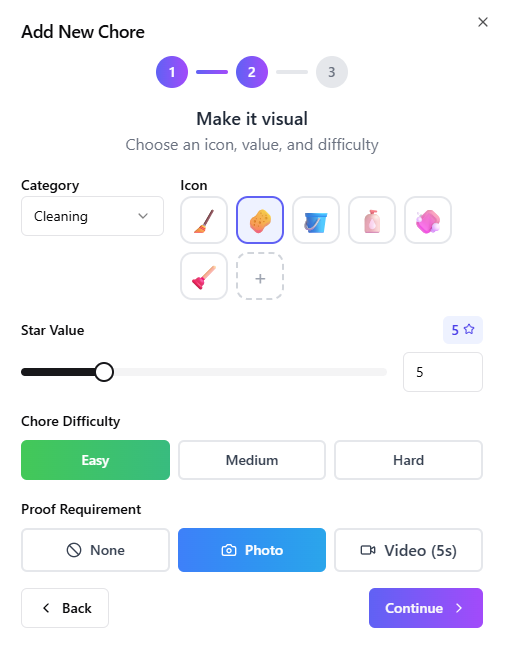 Add New Chore
1 2 3
Make it visual
Choose an icon, value, and difficulty
Category Icon
Cleaning
+
Star Value 5
5
Chore Difficulty
Easy Medium Hard
Proof Requirement
None Photo Video (5s)
Back Continue